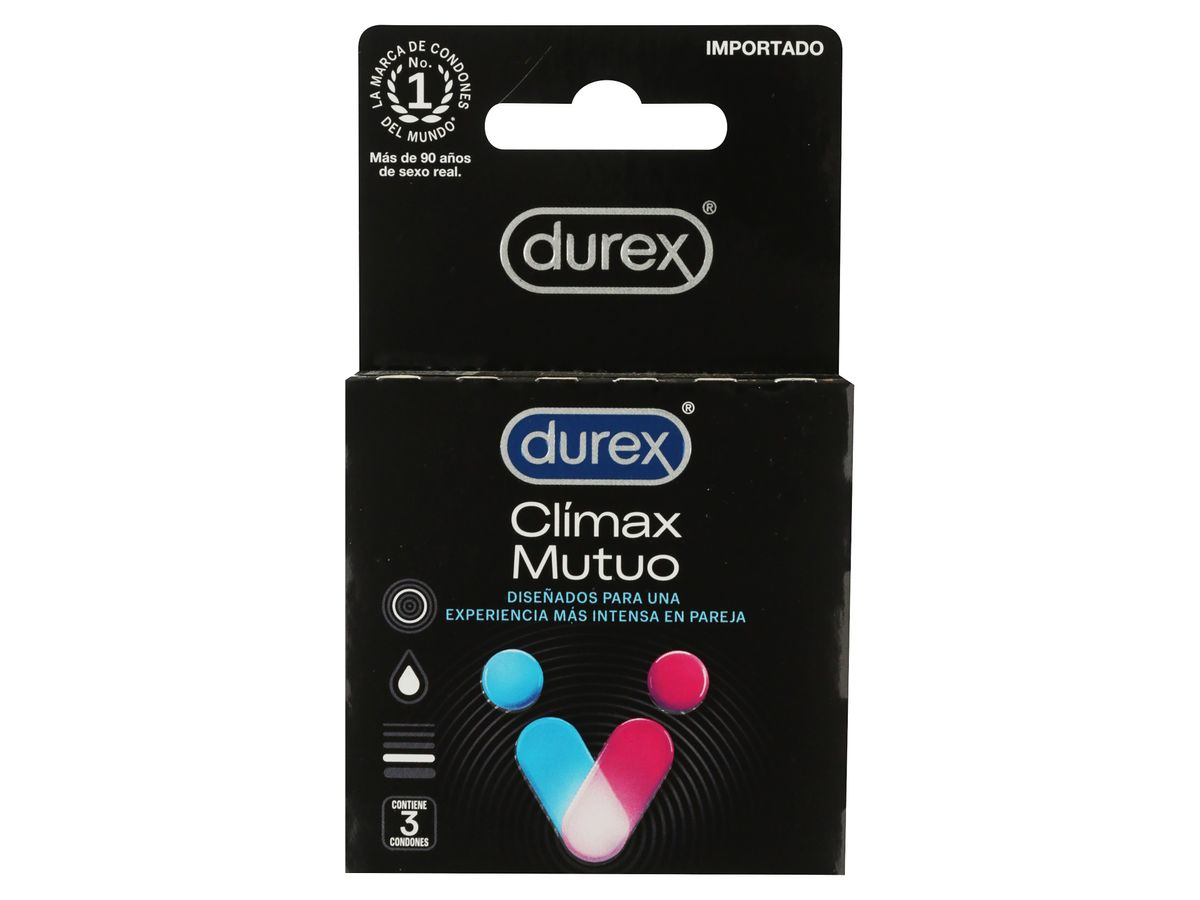 LA MARCA DE CONDONES
No.
1
DEL MUNDO*
Más de 90 años
de sexo real.
IMPORTADO
durex®
durex®
Clímax
Mutuo
DISEÑADOS PARA UNA
EXPERIENCIA MÁS INTENSA EN PAREJA
CONTIENE
3
CONDONES